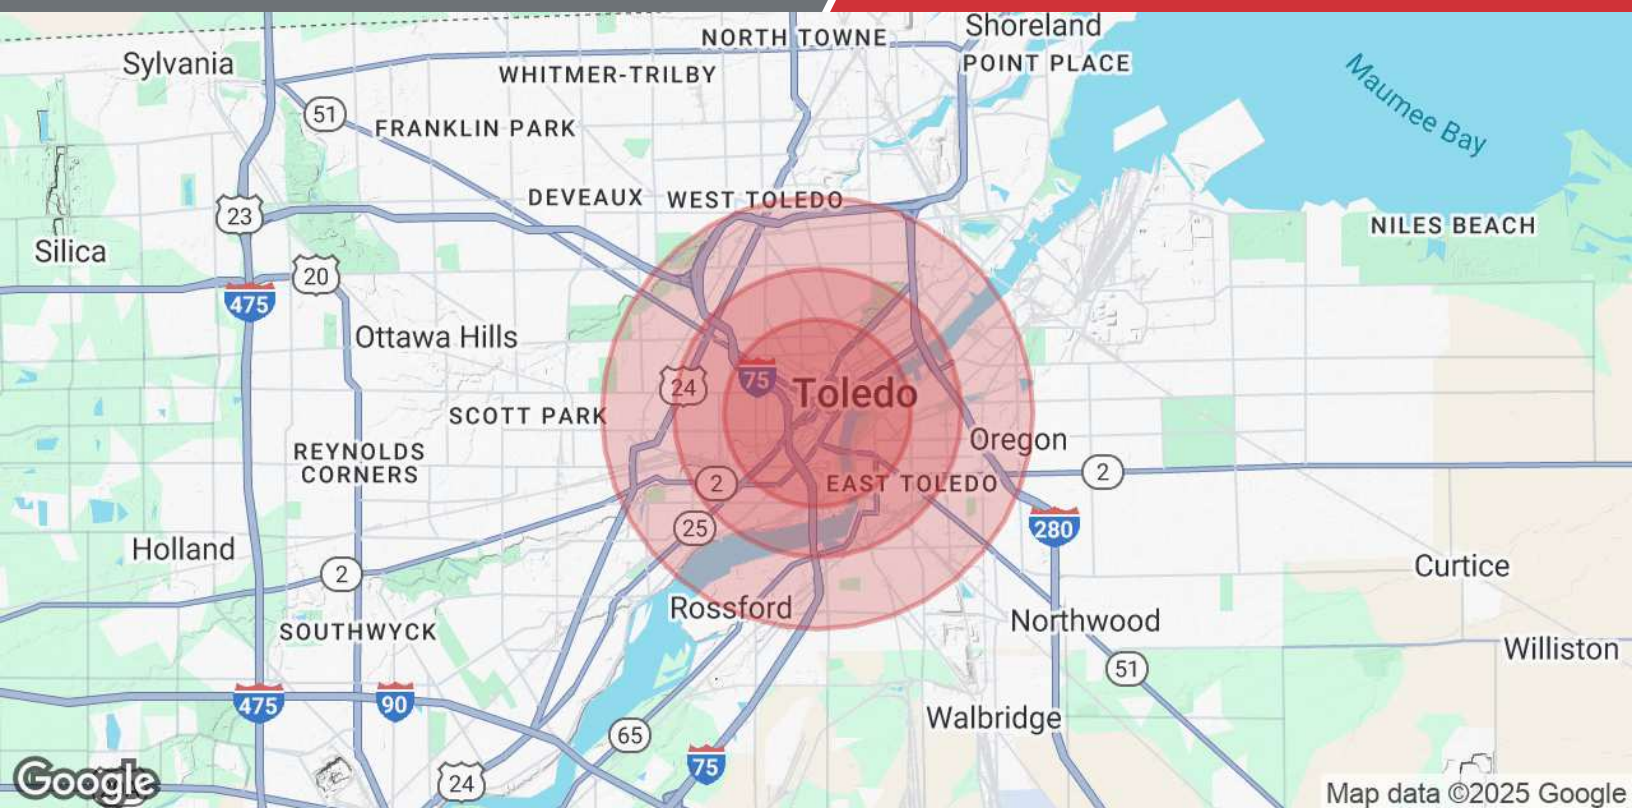 Shoreland
NORTH TOWNE
Sylvania
POINT PLACE
WHITMER-TRILBY
Maumee Bay
51
FRANKLIN PARK
DEVEAUX
WEST TOLEDO
23
NILES BEACH
Silica
20
475
Ottawa Hills
75
24
Toledo
SCOTT PARK
Oregon
REYNOLDS
CORNERS
2
2
EAST TOLEDO
25
280
Holland
2
Curtice
Rossford
Northwood
SOUTHWYCK
Williston
51
475
90
Walbridge
65
75
24
Google
Map data ©2025 Google